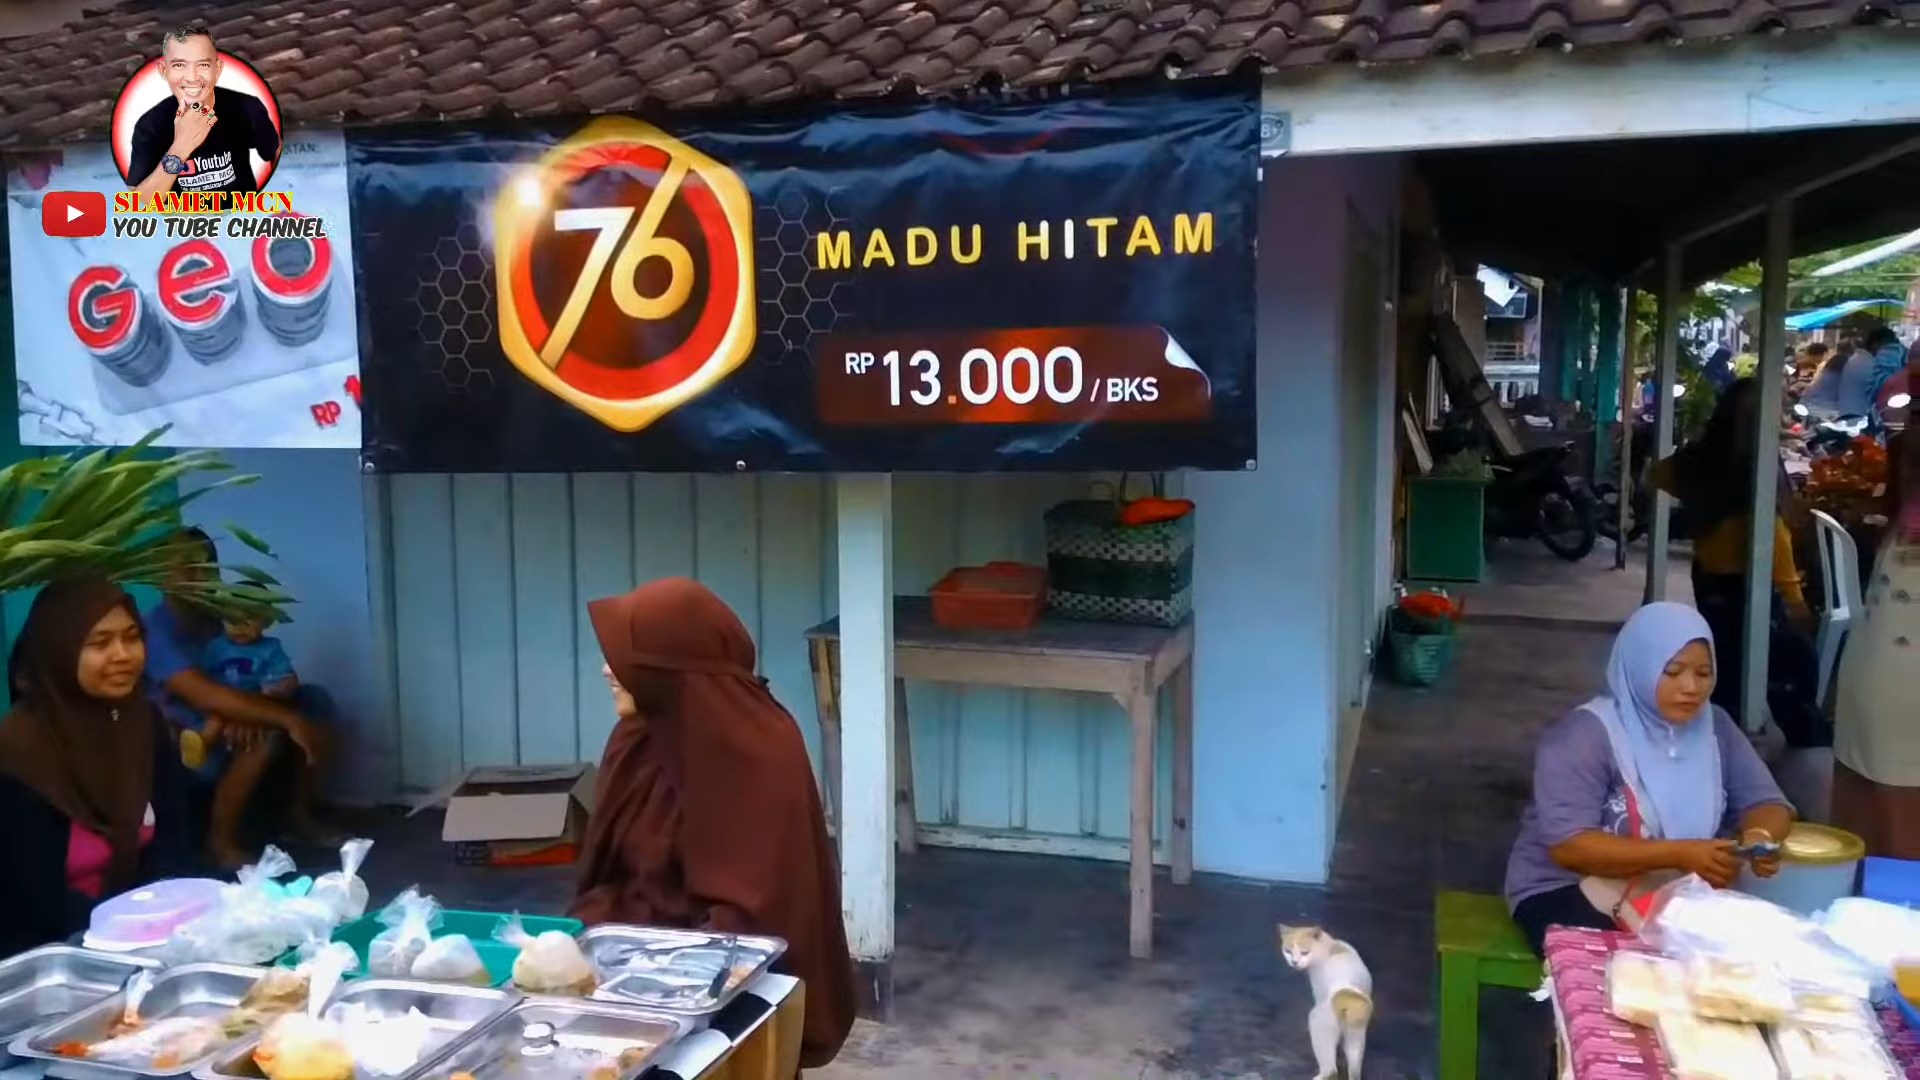 Youtube
SLAMET MCN
SLAMET MCN
YOU TUBE CHANNEL
GeO
RP
76
MADU HITAM
RP 13.000 / BKS